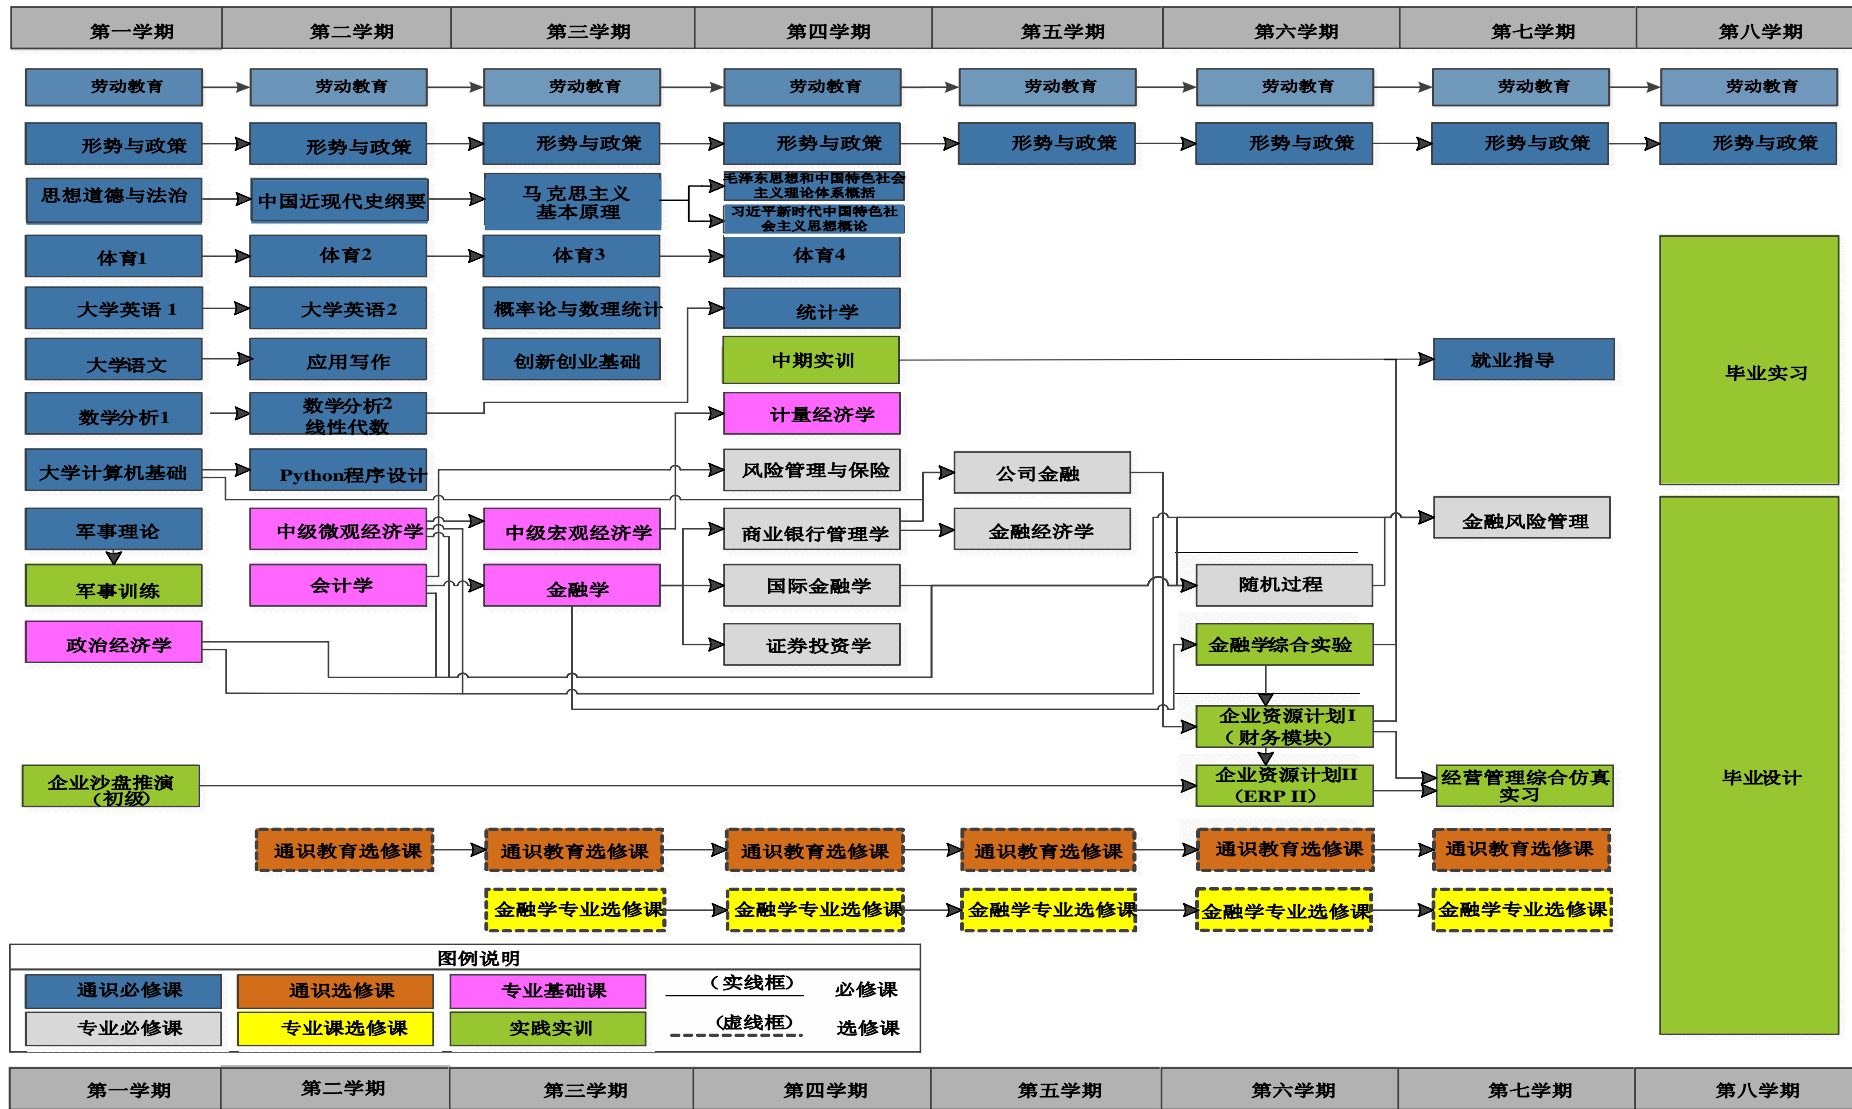 第一学期
第二学期
第三学期
第四学期
第五学期
第六学期
第七学期
第八学期
劳动教育
劳动教育
劳动教育
劳动教育
劳动教育
劳动教育
劳动教育
劳动教育
形势与政策
形势与政策
形势与政策
形势与政策
形势与政策
形势与政策
形势与政策
形势与政策
思想道德与法治
中国近现代史纲要
马克思主义
基本原理
毛泽东思想和中国特色社会
主义理论体系概括
习近平新时代中国特色社
会主义思想概论
体育1
体育2
体育3
体育4
大学英语 1
大学英语2
概率论与数理统计
统计学
大学语文
应用写作
创新创业基础
中期实训
就业指导
毕业实习
数学分析1
数学分析2
线性代数
计量经济学
大学计算机基础
Python程序设计
风险管理与保险
公司金融
军事理论
中级微观经济学
中级宏观经济学
商业银行管理学
金融经济学
金融风险管理
军事训练
会计学
金融学
国际金融学
随机过程
政治经济学
证券投资学
金融学综合实验
企业资源计划I
（财务模块）
企业沙盘推演
（初级）
企业资源计划II
（ERP II）
经营管理综合仿真
实习
毕业设计
通识教育选修课
通识教育选修课
通识教育选修课
通识教育选修课
通识教育选修课
通识教育选修课
金融学专业选修课
金融学专业选修课
金融学专业选修课
金融学专业选修课
金融学专业选修课
图例说明
通识必修课
通识选修课
专业基础课
（实线框）
必修课
专业必修课
专业课选修课
实践实训
（虚线框）
选修课
第一学期
第二学期
第三学期
第四学期
第五学期
第六学期
第七学期
第八学期